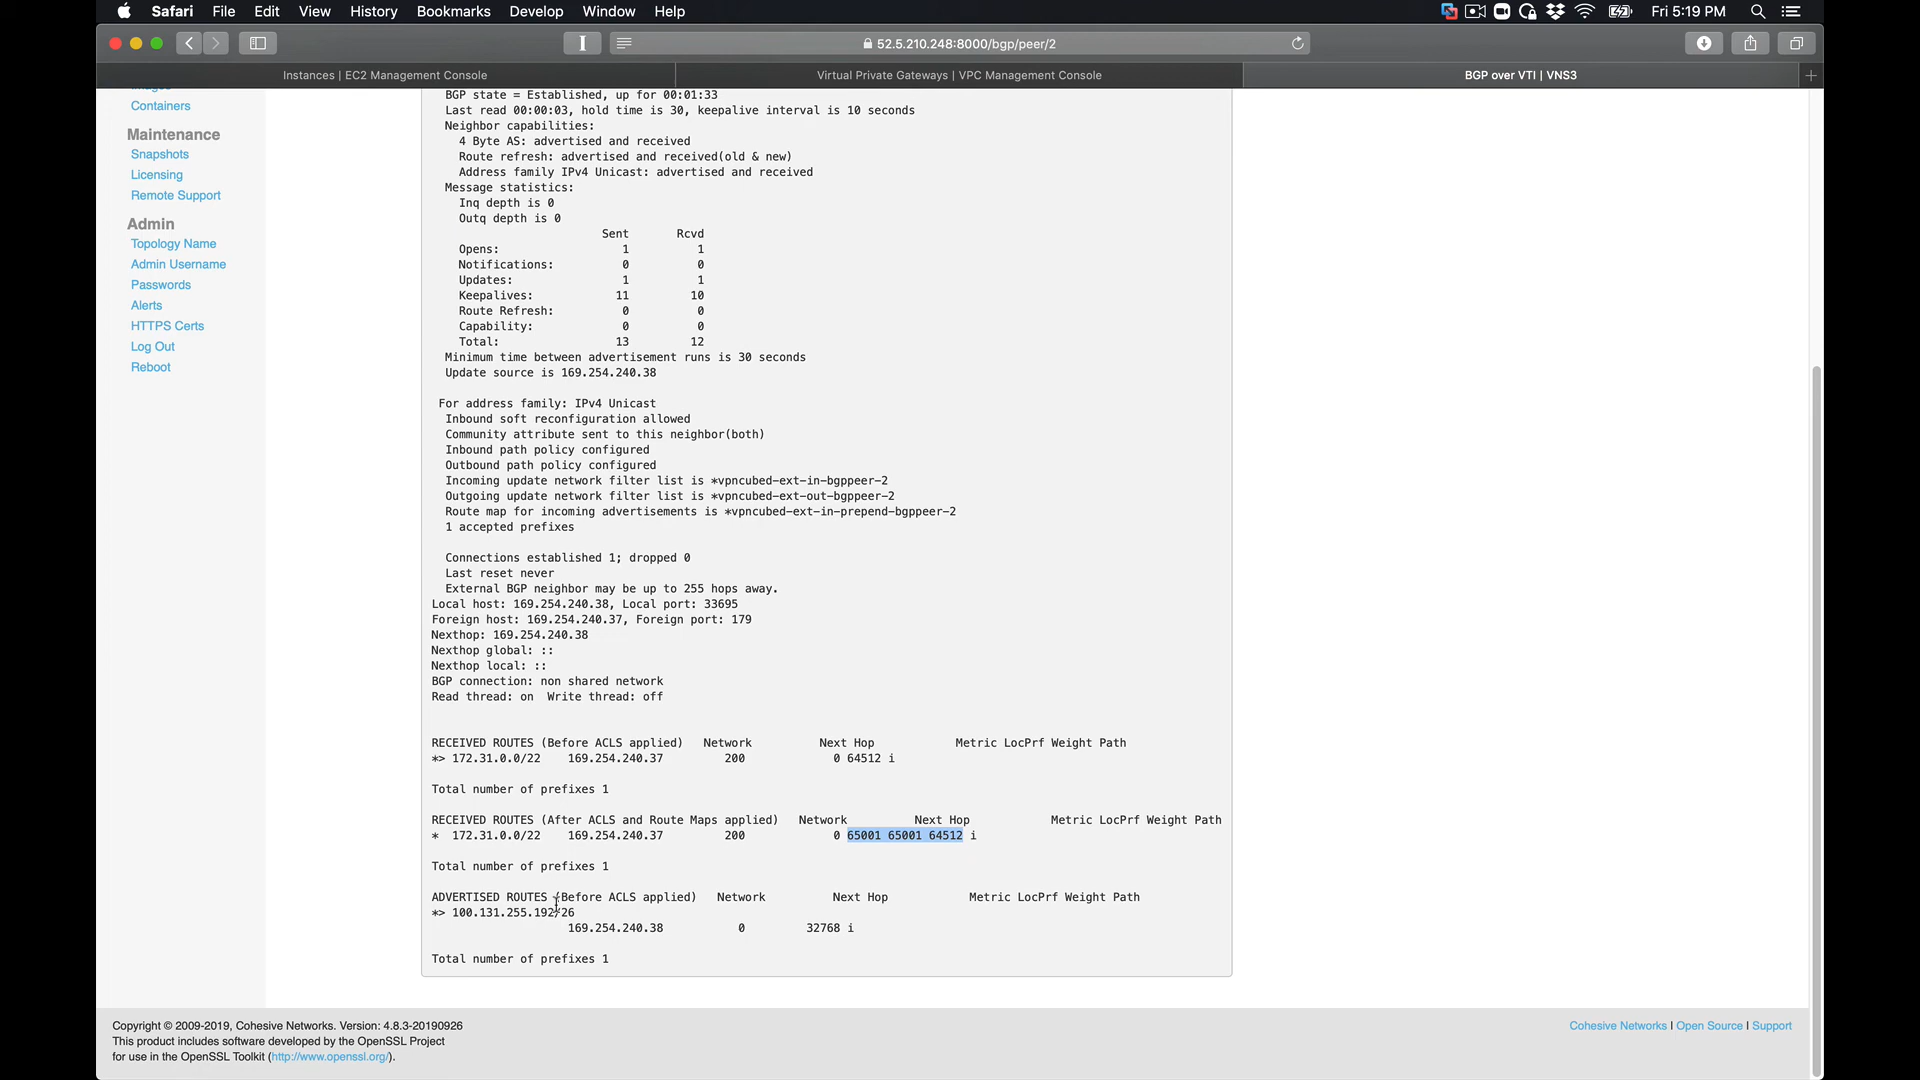 Safari File Edit View History Bookmarks Develop Window Help Fri 5:19 PM
52.5.210.248:8000/bgp/peer/2
Instances | EC2 Management Console
Virtual Private Gateways | VPC Management Console
BGP over VTI | VNS3
Containers
Maintenance
Snapshots
Licensing
Remote Support
Admin
Topology Name
Admin Username
Passwords
Alerts
HTTPS Certs
Log Out
Reboot
BGP state = Established, up for 00:01:33
Last read 00:00:03, hold time is 30, keepalive interval is 10 seconds
Neighbor capabilities:
4 Byte AS: advertised and received
Route refresh: advertised and received(old & new)
Address family IPv4 Unicast: advertised and received
Message statistics:
Inq depth is 0
Outq depth is 0
Sent Rcvd
Opens: 1 1
Notifications: 0 0
Updates: 1 1
Keepalives: 11 10
Route Refresh: 0 0
Capability: 0 0
Total: 13 12
Minimum time between advertisement runs is 30 seconds
Update source is 169.254.240.38
For address family: IPv4 Unicast
Inbound soft reconfiguration allowed
Community attribute sent to this neighbor(both)
Inbound path policy configured
Outbound path policy configured
Incoming update network filter list is *vpncubed-ext-in-bgppeer-2
Outgoing update network filter list is *vpncubed-ext-out-bgppeer-2
Route map for incoming advertisements is *vpncubed-ext-in-prepend-bgppeer-2
1 accepted prefixes
Connections established 1; dropped 0
Last reset never
External BGP neighbor may be up to 255 hops away.
Local host: 169.254.240.38, Local port: 33695
Foreign host: 169.254.240.37, Foreign port: 179
Nexthop: 169.254.240.38
Nexthop global: ::
Nexthop local: ::
BGP connection: non shared network
Read thread: on Write thread: off
RECEIVED ROUTES (Before ACLS applied) Network Next Hop Metric LocPrf Weight Path
*> 172.31.0.0/22 169.254.240.37 200 0 64512 i
Total number of prefixes 1
RECEIVED ROUTES (After ACLS and Route Maps applied) Network Next Hop Metric LocPrf Weight Path
* 172.31.0.0/22 169.254.240.37 200 0 65001 65001 64512 i
Total number of prefixes 1
ADVERTISED ROUTES (Before ACLS applied) Network Next Hop Metric LocPrf Weight Path
*> 100.131.255.192/26
169.254.240.38 0 32768 i
Total number of prefixes 1
Copyright © 2009-2019, Cohesive Networks. Version: 4.8.3-20190926
This product includes software developed by the OpenSSL Project
for use in the OpenSSL Toolkit (http://www.openssl.org/).
Cohesive Networks | Open Source | Support